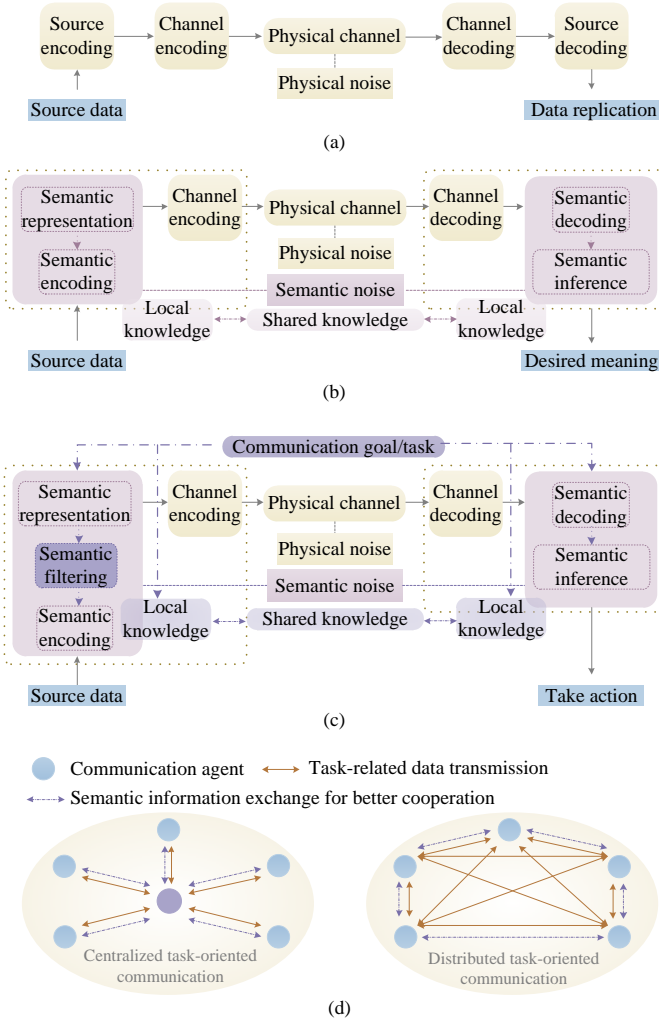 Source
encoding
Channel
encoding
Physical channel
Channel
decoding
Source
decoding
Physical noise
Source data
Data replication
(a)
Semantic
representation
Semantic
encoding
Channel
encoding
Physical channel
Physical noise
Channel
decoding
Semantic
decoding
Semantic
inference
Semantic noise
Local
knowledge
Shared knowledge
Local
knowledge
Source data
Desired meaning
(b)
Communication goal/task
Semantic
representation
Semantic
filtering
Semantic
encoding
Channel
encoding
Physical channel
Physical noise
Channel
decoding
Semantic
decoding
Semantic
inference
Semantic noise
Local
knowledge
Shared knowledge
Local
knowledge
Source data
Take action
(c)
Communication agent
Task-related data transmission
Semantic information exchange for better cooperation
Centralized task-oriented
communication
Distributed task-oriented
communication
(d)